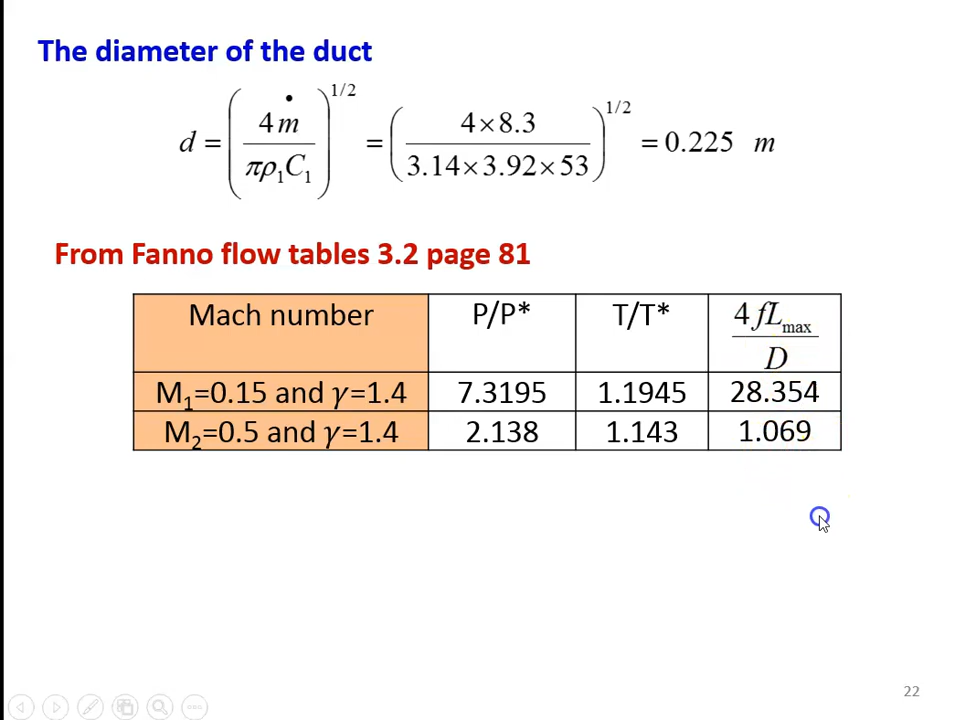 The diameter of the duct
d = (4ṁ / πρ₁C₁)^1/2 = (4×8.3 / 3.14×3.92×53)^1/2 = 0.225 m
From Fanno flow tables 3.2 page 81
Mach number P/P* T/T* 4 fL_max / D
M₁=0.15 and γ=1.4 7.3195 1.1945 28.354
M₂=0.5 and γ=1.4 2.138 1.143 1.069
22